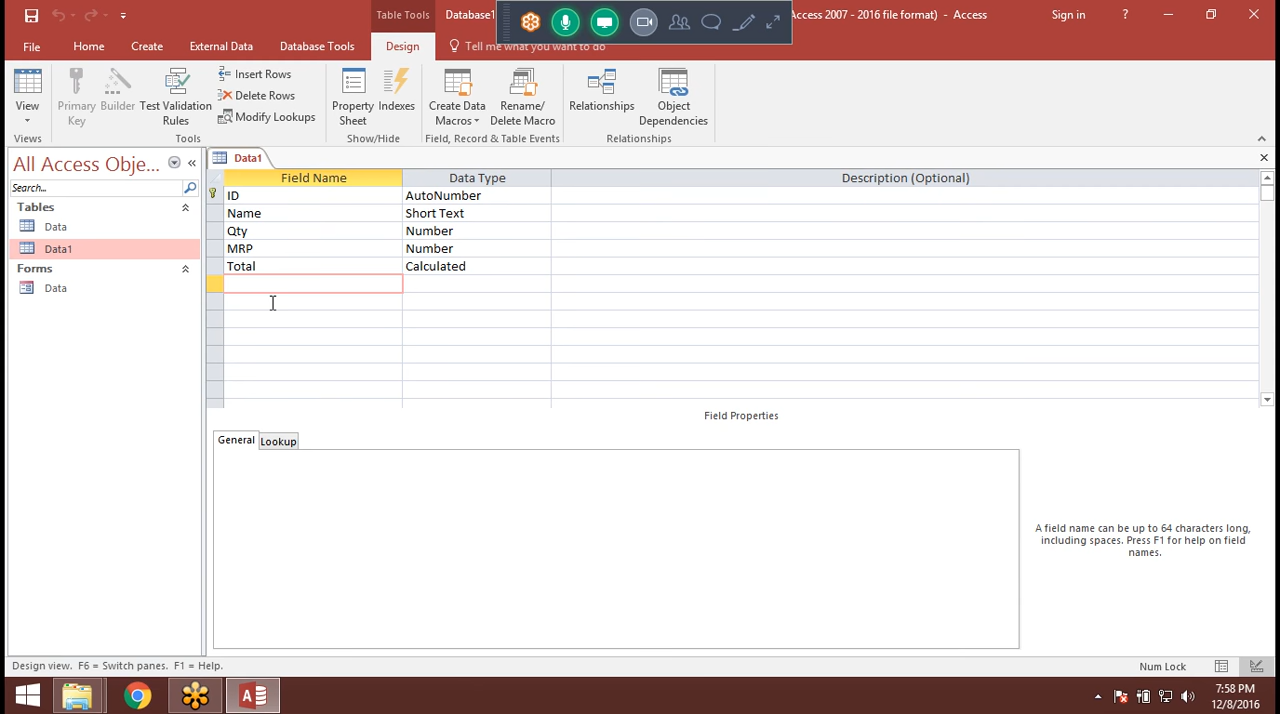 Table Tools
Database1
Access 2007 - 2016 file format) - Access
Sign in
?
File
Home
Create
External Data
Database Tools
Design
Tell me what you want to do
View
Primary Key
Builder
Test Validation Rules
Insert Rows
Delete Rows
Modify Lookups
Property Sheet
Indexes
Create Data Macros
Rename/ Delete Macro
Relationships
Object Dependencies
Views
Tools
Show/Hide
Field, Record & Table Events
Relationships
All Access Obje...
«
Search...
Tables
Data
Data1
Forms
Data
Data1
Field Name
Data Type
Description (Optional)
ID
AutoNumber
Name
Short Text
Qty
Number
MRP
Number
Total
Calculated
Field Properties
General
Lookup
A field name can be up to 64 characters long,
including spaces. Press F1 for help on field
names.
Design view. F6 = Switch panes. F1 = Help.
Num Lock
7:58 PM
12/8/2016